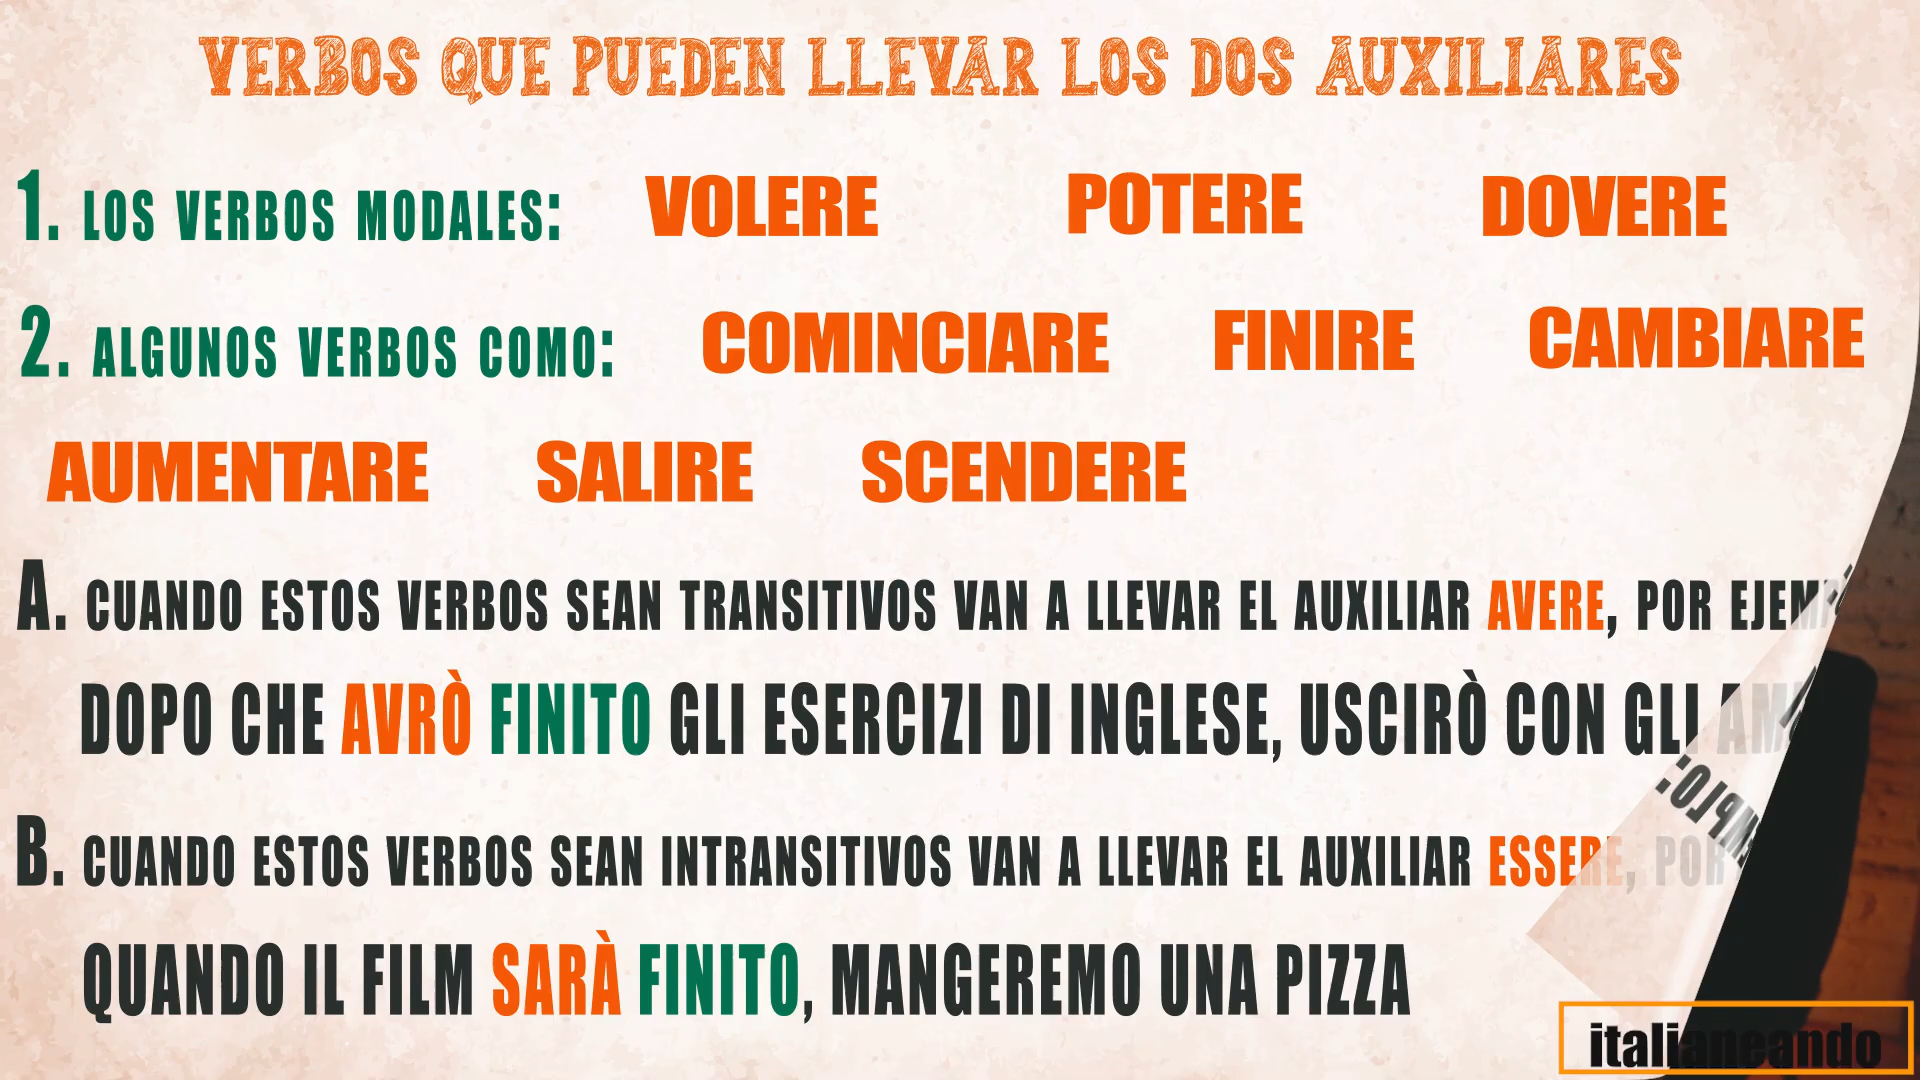 VERBOS QUE PUEDEN LLEVAR LOS DOS AUXILIARES
1. LOS VERBOS MODALES: VOLERE POTERE DOVERE
2. ALGUNOS VERBOS COMO: COMINCIARE FINIRE CAMBIARE
AUMENTARE SALIRE SCENDERE
A. CUANDO ESTOS VERBOS SEAN TRANSITIVOS VAN A LLEVAR EL AUXILIAR AVERE, POR
DOPO CHE AVRÒ FINITO GLI ESERCIZI DI INGLESE, USCIRÒ CON GLI
B. CUANDO ESTOS VERBOS SEAN INTRANSITIVOS VAN A LLEVAR EL AUXILIAR ESSERE, POR
QUANDO IL FILM SARÀ FINITO, MANGEREMO UNA PIZZA
italianeando